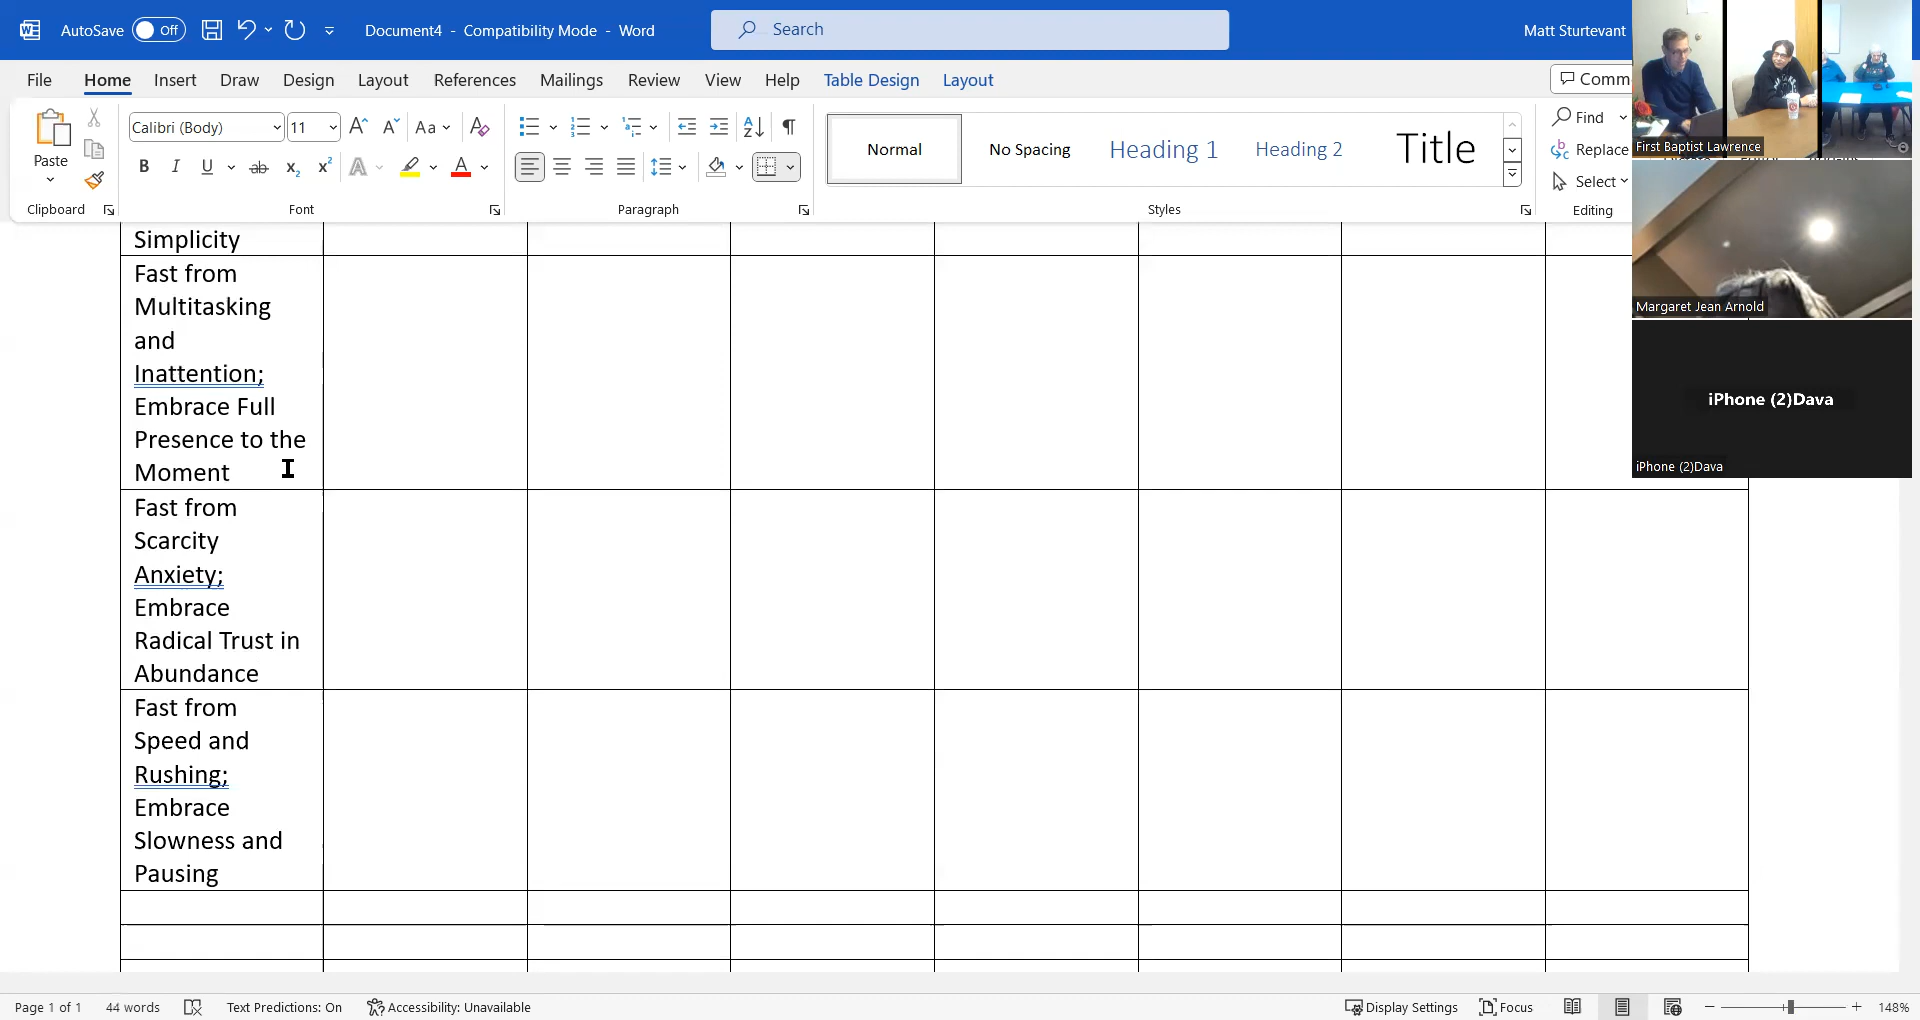 AutoSave Off Document4 - Compatibility Mode - Word Search Matt Sturtevant
File Home Insert Draw Design Layout References Mailings Review View Help Table Design Layout Comm
Paste
Clipboard
Calibri (Body) 11
Font
Paragraph
Normal No Spacing Heading 1 Heading 2 Title
Styles
Find
Replace
Select
Editing
First Baptist Lawrence
Margaret Jean Arnold
iPhone (2)Dava
iPhone (2)Dava
Simplicity
Fast from
Multitasking
and
Inattention;
Embrace Full
Presence to the
Moment
Fast from
Scarcity
Anxiety;
Embrace
Radical Trust in
Abundance
Fast from
Speed and
Rushing;
Embrace
Slowness and
Pausing
Page 1 of 1 44 words Text Predictions: On Accessibility: Unavailable Display Settings Focus 148%